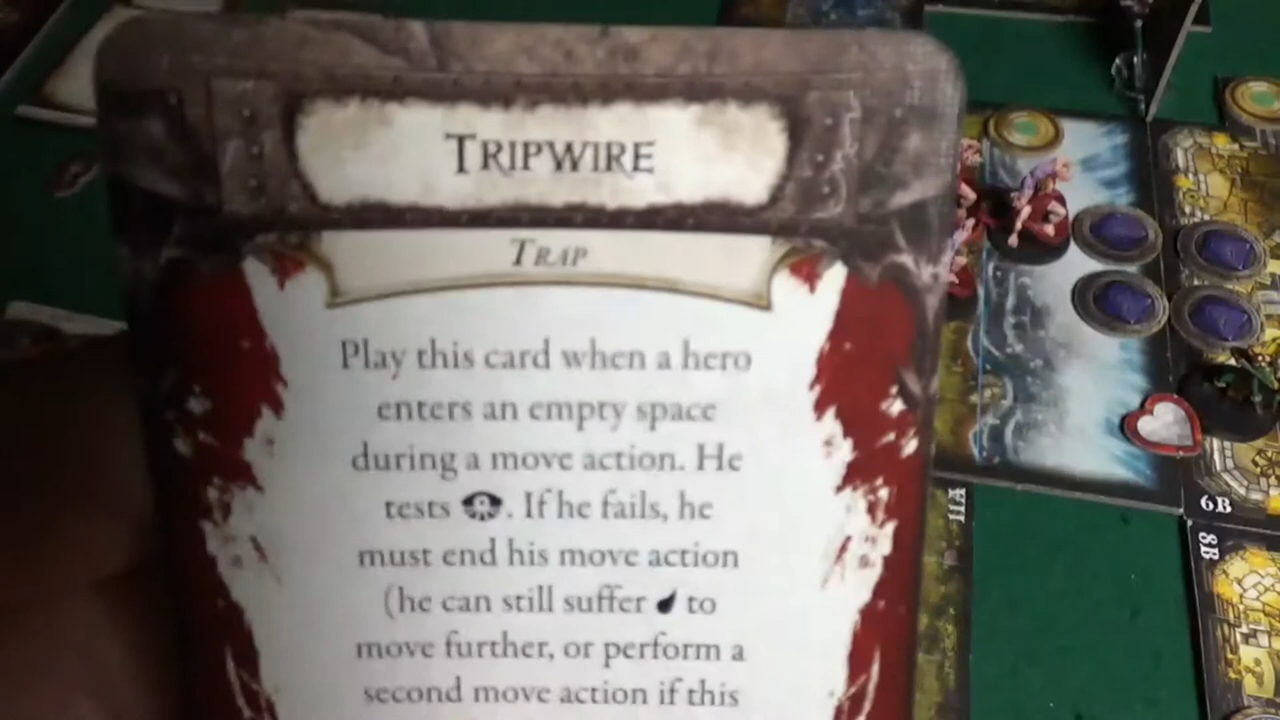 TRIPWIRE
TRAP
Play this card when a hero
enters an empty space
during a move action. He
tests . If he fails, he
must end his move action
(he can still suffer to
move further, or perform a
second move action if this
6B
8B